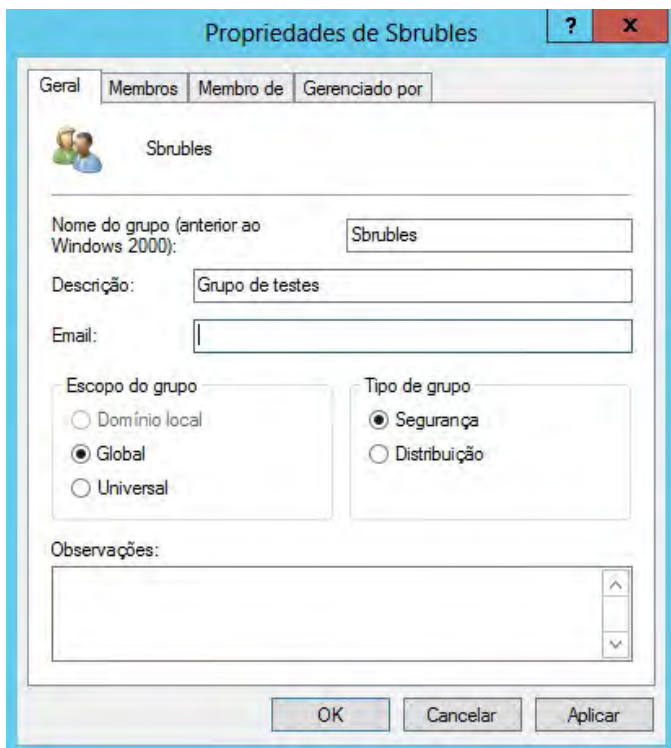 Propriedades de Sbrubles
?
x
Geral
Membros
Membro de
Gerenciado por
Sbrubles
Nome do grupo (anterior ao
Windows 2000):
Sbrubles
Descrição:
Grupo de testes
Email:
Escopo do grupo
Domínio local
Global
Universal
Tipo de grupo
Segurança
Distribuição
Observações:
OK
Cancelar
Aplicar